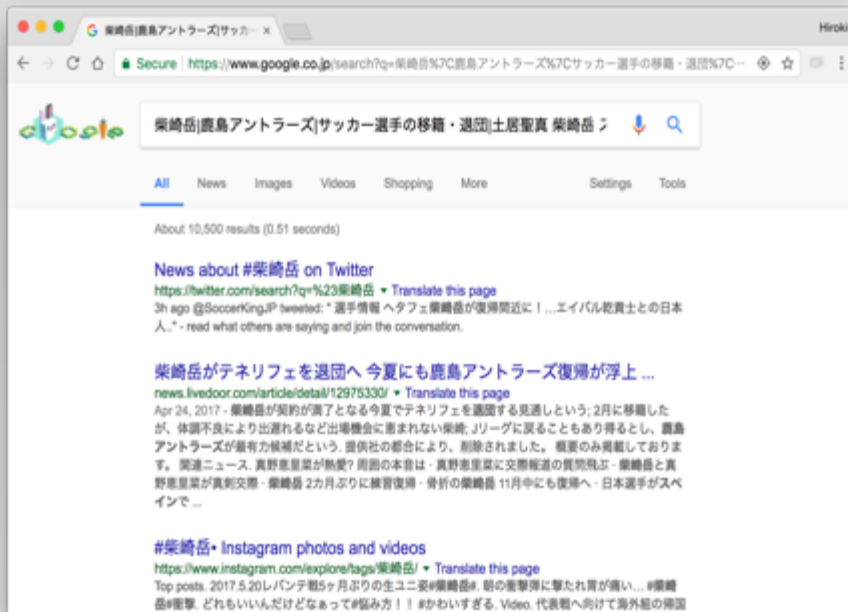 柴崎岳|鹿島アントラーズ|サッカー ×
Hiroki
Secure https://www.google.co.jp/search?q=柴崎岳%7C鹿島アントラーズ%7Cサッカー選手の移籍・退団%7C…
Google
柴崎岳|鹿島アントラーズ|サッカー選手の移籍・退団|土居聖真 柴崎岳 ス
All News Images Videos Shopping More Settings Tools
About 10,500 results (0.51 seconds)
News about #柴崎岳 on Twitter
https://twitter.com/search?q=%23柴崎岳 ▾ Translate this page
3h ago @SoccerKingJP tweeted: " 選手情報 ヘタフェ柴崎岳が復帰間近に！…エイバル乾貴士との日本
人.." - read what others are saying and join the conversation.
柴崎岳がテネリフェを退団へ 今夏にも鹿島アントラーズ復帰が浮上 ...
news.livedoor.com/article/detail/12975330/ ▾ Translate this page
Apr 24, 2017 - 柴崎岳が契約が満了となる今夏でテネリフェを退団する見通しという; 2月に移籍した
が、体調不良により出遅れるなど出場機会に恵まれない柴崎; Jリーグに戻ることもあり得るとし、鹿島
アントラーズが最有力候補だという. 提供社の都合により、削除されました。 概要のみ掲載しておりま
す。 関連ニュース. 真野恵里菜が熱愛? 周囲の本音は · 真野恵里菜に交際報道の質問飛ぶ · 柴崎岳と真
野恵里菜が真剣交際 · 柴崎岳 2カ月ぶりに練習復帰 · 骨折の柴崎岳 11月中にも復帰へ · 日本選手がスペ
インで ...
#柴崎岳• Instagram photos and videos
https://www.instagram.com/explore/tags/柴崎岳/ ▾ Translate this page
Top posts. 2017.5.20レバンテ戦5ヶ月ぶりの生ユニ姿#柴崎岳#. 朝の衝撃弾に撃たれ胃が痛い... #柴崎
岳#衝撃. どれもいいんだけどなぁって#悩み方！！ #かわいすぎる. Video. 代表戦へ向けて海外組の帰国